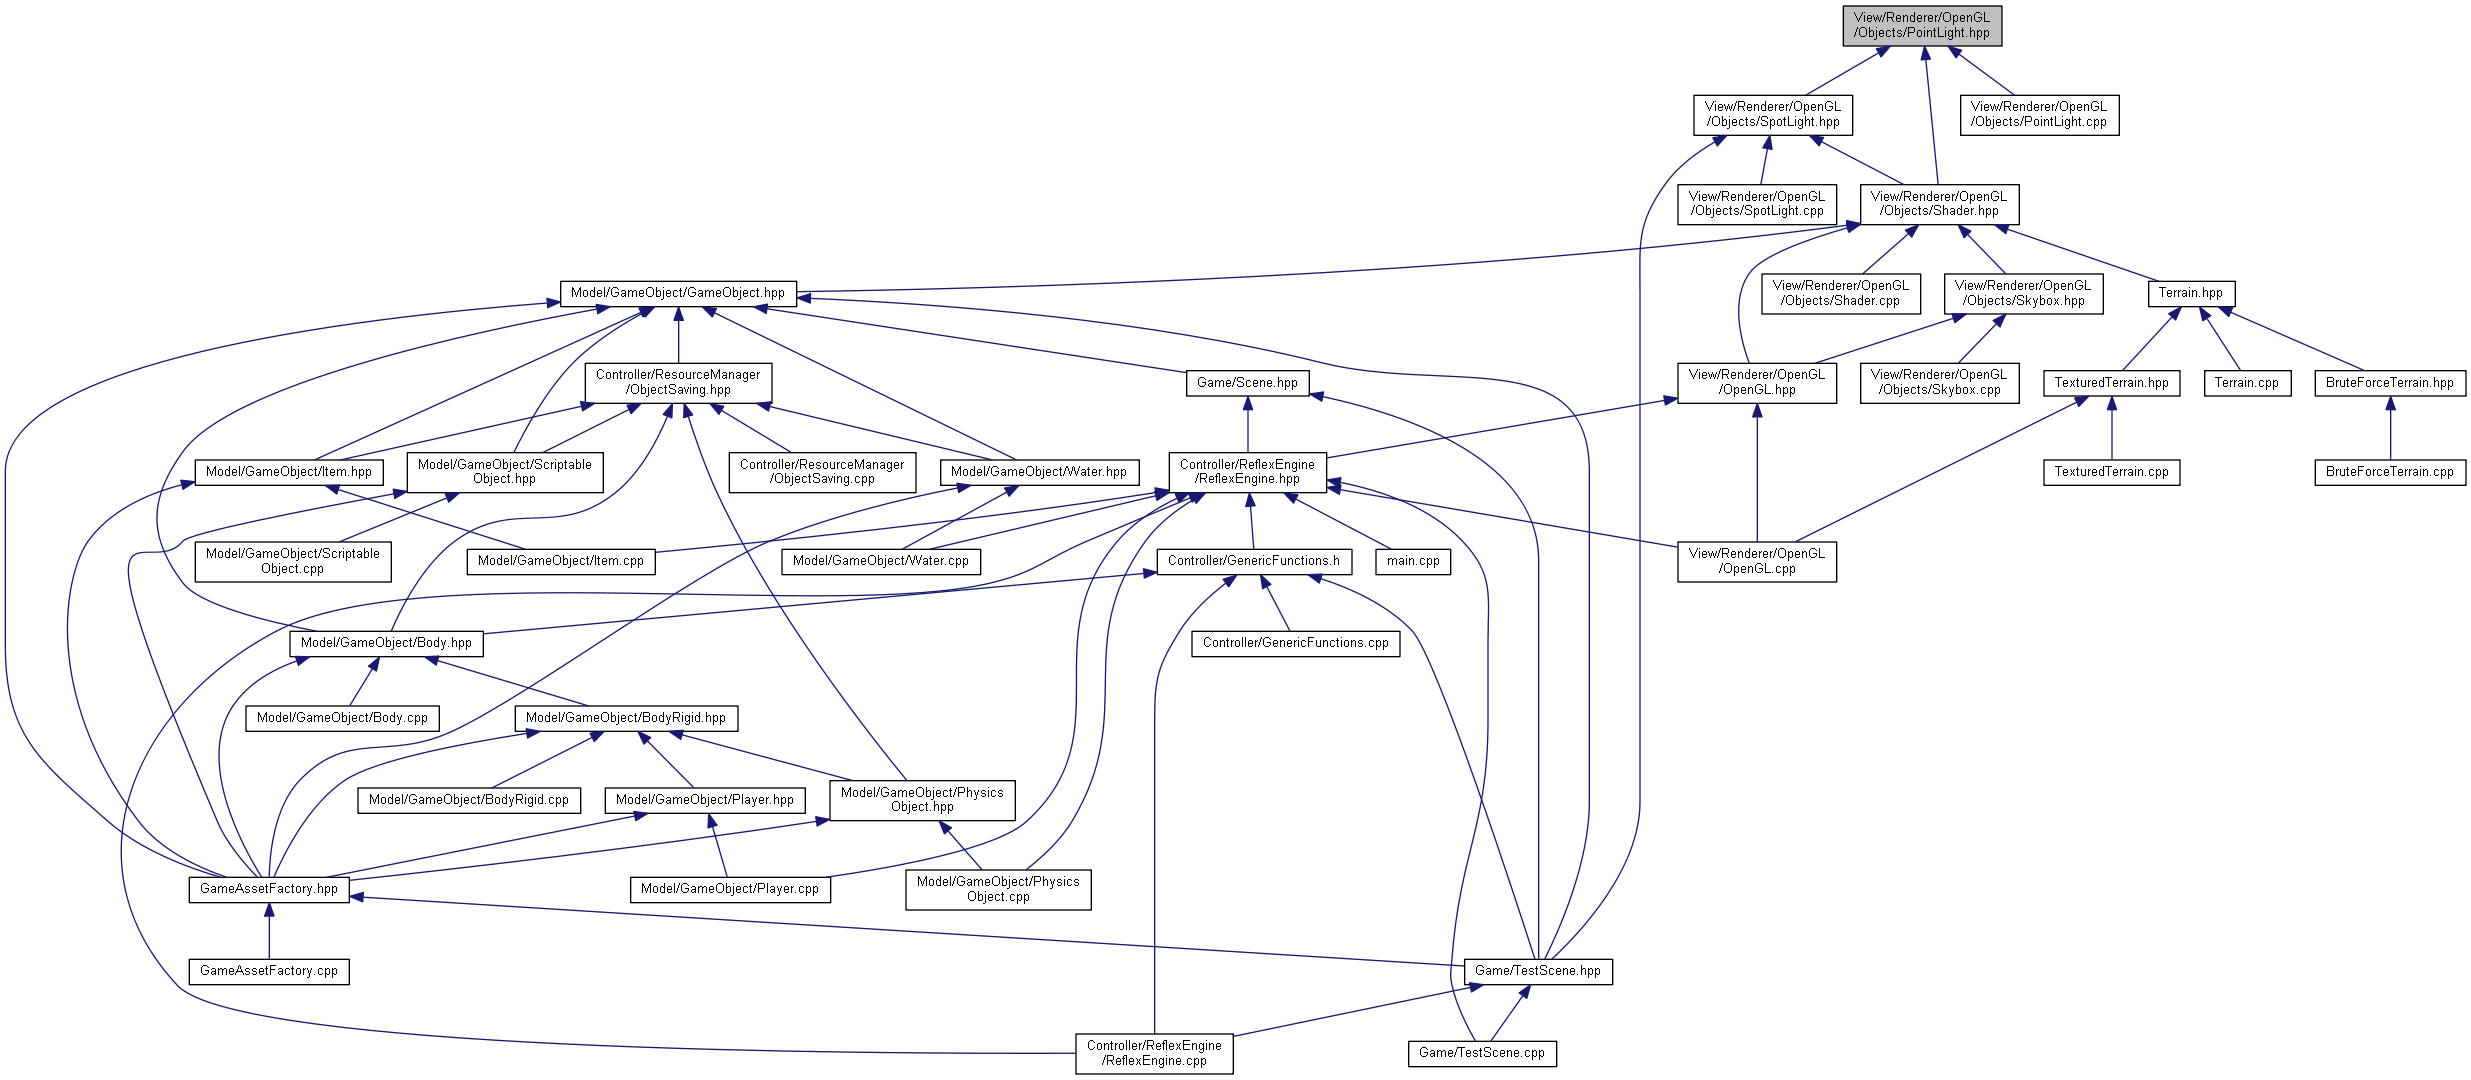 View/Renderer/OpenGL
/Objects/PointLight.hpp
View/Renderer/OpenGL
/Objects/SpotLight.hpp
View/Renderer/OpenGL
/Objects/PointLight.cpp
View/Renderer/OpenGL
/Objects/SpotLight.cpp
View/Renderer/OpenGL
/Objects/Shader.hpp
Model/GameObject/GameObject.hpp
View/Renderer/OpenGL
/Objects/Shader.cpp
View/Renderer/OpenGL
/Objects/Skybox.hpp
Terrain.hpp
Controller/ResourceManager
/ObjectSaving.hpp
Game/Scene.hpp
View/Renderer/OpenGL
/OpenGL.hpp
View/Renderer/OpenGL
/Objects/Skybox.cpp
TexturedTerrain.hpp
Terrain.cpp
BruteForceTerrain.hpp
Model/GameObject/Item.hpp
Model/GameObject/Scriptable
Object.hpp
Controller/ResourceManager
/ObjectSaving.cpp
Model/GameObject/Water.hpp
Controller/ReflexEngine
/ReflexEngine.hpp
TexturedTerrain.cpp
BruteForceTerrain.cpp
Model/GameObject/Scriptable
Object.cpp
Model/GameObject/Item.cpp
Model/GameObject/Water.cpp
Controller/GenericFunctions.h
main.cpp
View/Renderer/OpenGL
/OpenGL.cpp
Model/GameObject/Body.hpp
Controller/GenericFunctions.cpp
Model/GameObject/Body.cpp
Model/GameObject/BodyRigid.hpp
Model/GameObject/BodyRigid.cpp
Model/GameObject/Player.hpp
Model/GameObject/Physics
Object.hpp
GameAssetFactory.hpp
Model/GameObject/Player.cpp
Model/GameObject/Physics
Object.cpp
GameAssetFactory.cpp
Game/TestScene.hpp
Controller/ReflexEngine
/ReflexEngine.cpp
Game/TestScene.cpp